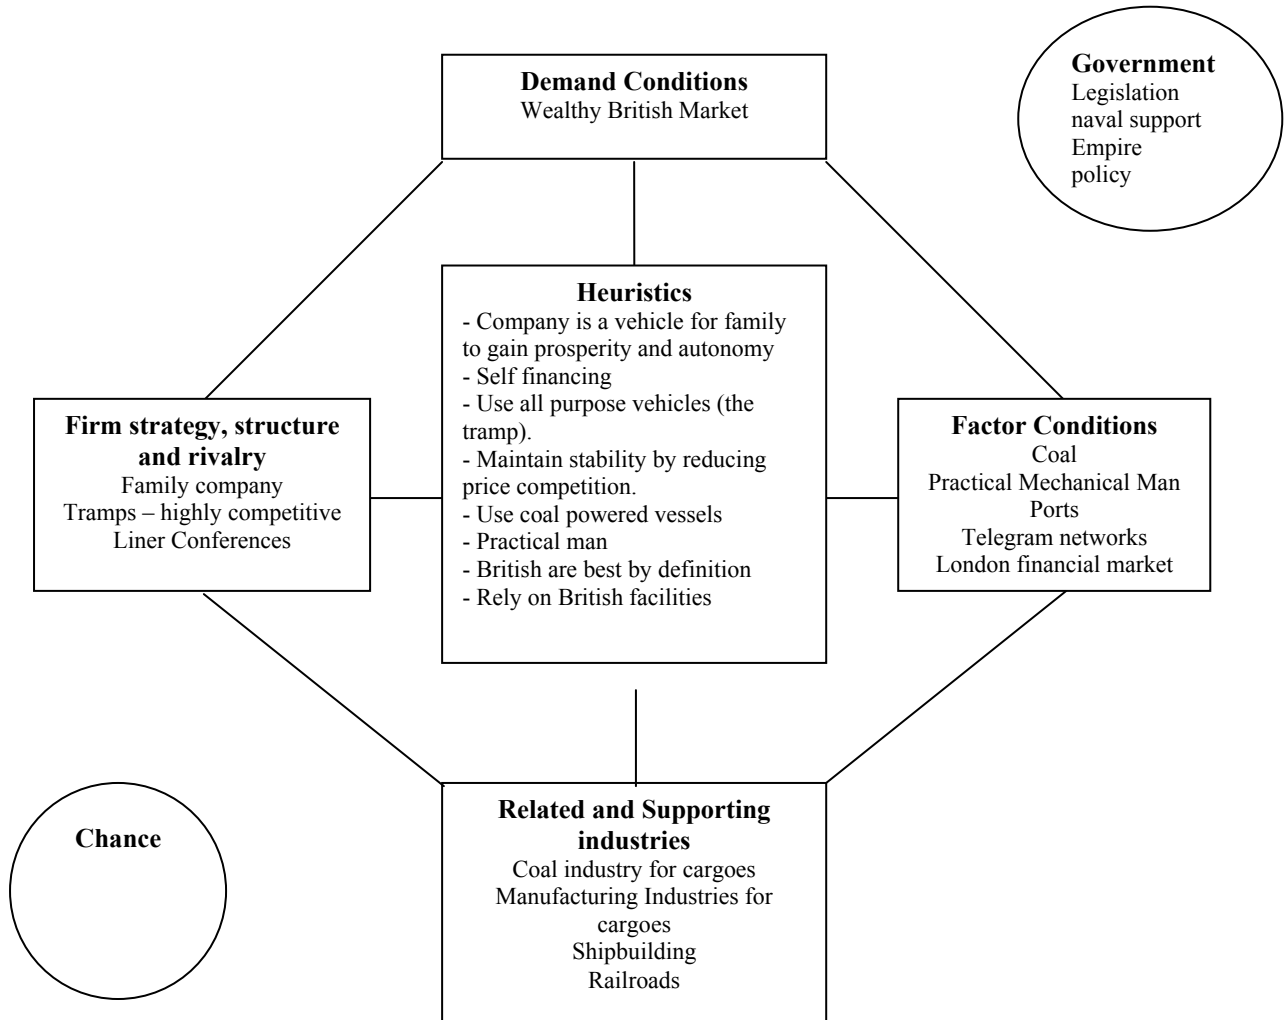 Demand Conditions
Wealthy British Market
Government
Legislation
naval support
Empire
policy
Heuristics
- Company is a vehicle for family
to gain prosperity and autonomy
- Self financing
- Use all purpose vehicles (the
tramp).
- Maintain stability by reducing
price competition.
- Use coal powered vessels
- Practical man
- British are best by definition
- Rely on British facilities
Firm strategy, structure
and rivalry
Family company
Tramps – highly competitive
Liner Conferences
Factor Conditions
Coal
Practical Mechanical Man
Ports
Telegram networks
London financial market
Chance
Related and Supporting
industries
Coal industry for cargoes
Manufacturing Industries for
cargoes
Shipbuilding
Railroads